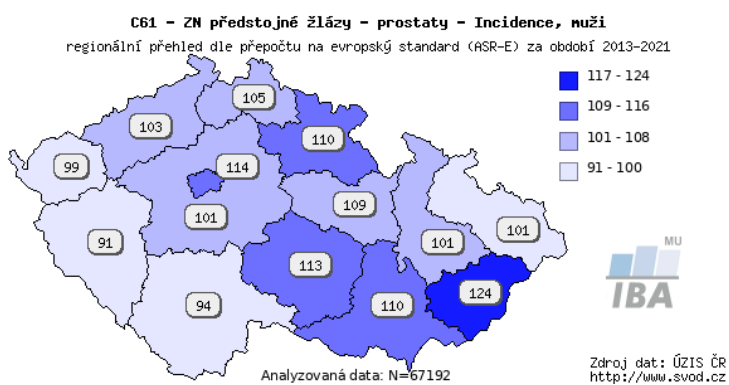 C61 - ZN předstojné žlázy - prostaty - Incidence, muži
regionální přehled dle přepočtu na evropský standard (ASR-E) za období 2013-2021
117 - 124
109 - 116
101 - 108
91 - 100
105
103
110
99
114
101
109
91
101
101
113
94
110
124
MU
IBA
Analyzovaná data: N=67192
Zdroj dat: ÚZIS ČR
http://www.svod.cz